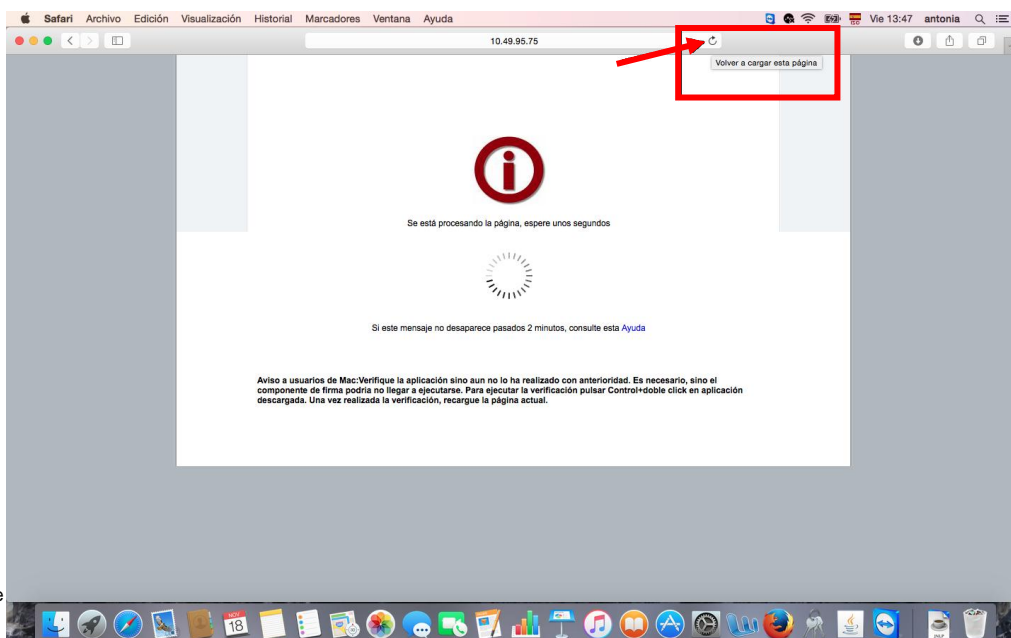 Safari Archivo Edición Visualización Historial Marcadores Ventana Ayuda Vie 13:47 antonia
10.49.95.75
Volver a cargar esta página
Se está procesando la página, espere unos segundos
Si este mensaje no desaparece pasados 2 minutos, consulte esta Ayuda
Aviso a usuarios de Mac:Verifique la aplicación sino aun no lo ha realizado con anterioridad. Es necesario, sino el
componente de firma podria no llegar a ejecutarse. Para ejecutar la verificación pulsar Control+doble click en aplicación
descargada. Una vez realizada la verificación, recargue la página actual.
e
NOV
18